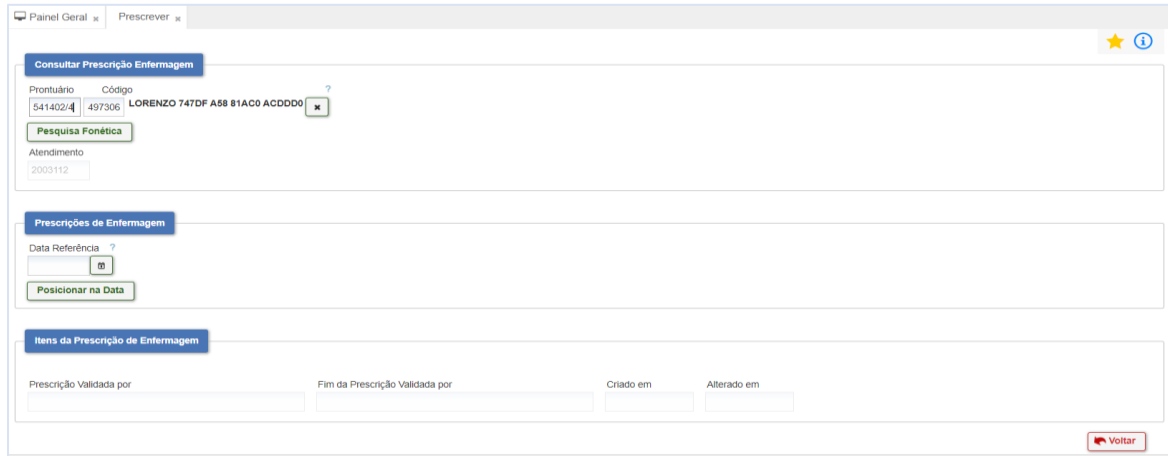 Painel Geral Prescrever
Consultar Prescrição Enfermagem
Prontuário Código ?
541402/4 497306 LORENZO 747DF A58 81AC0 ACDDD0
Pesquisa Fonética
Atendimento
2003112
Prescrições de Enfermagem
Data Referência ?
Posicionar na Data
Itens da Prescrição de Enfermagem
Prescrição Validada por Fim da Prescrição Validada por Criado em Alterado em
Voltar